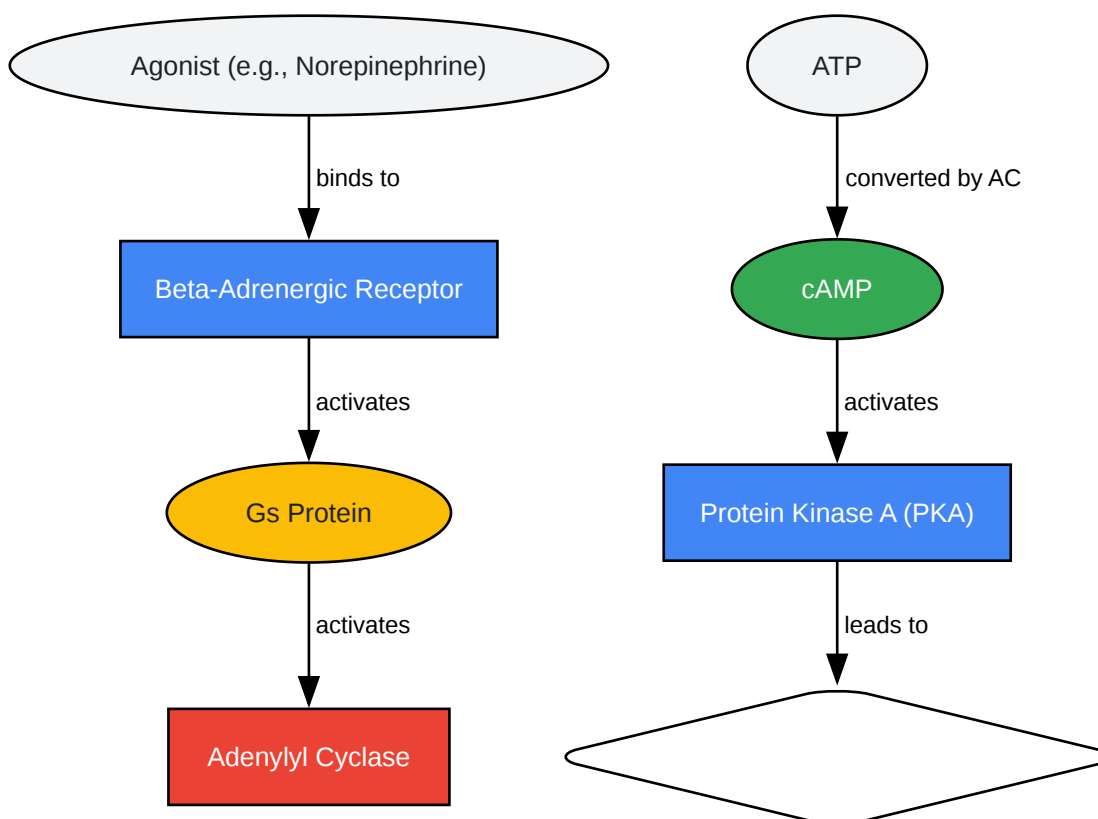 Agonist (e.g., Norepinephrine)
ATP
binds to
converted by AC
Beta-Adrenergic Receptor
cAMP
activates
activates
Gs Protein
Protein Kinase A (PKA)
activates
leads to
Adenylyl Cyclase